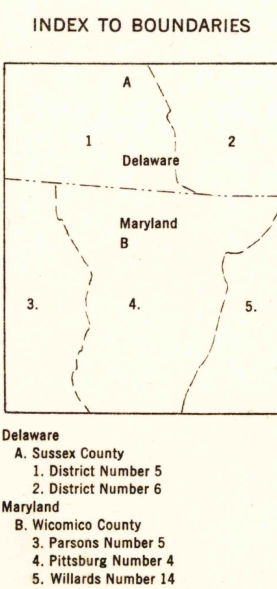 INDEX TO BOUNDARIES
A
1
2
Delaware
Maryland
B
3.
4.
5.
Delaware
A. Sussex County
1. District Number 5
2. District Number 6
Maryland
B. Wicomico County
3. Parsons Number 5
4. Pittsburg Number 4
5. Willards Number 14